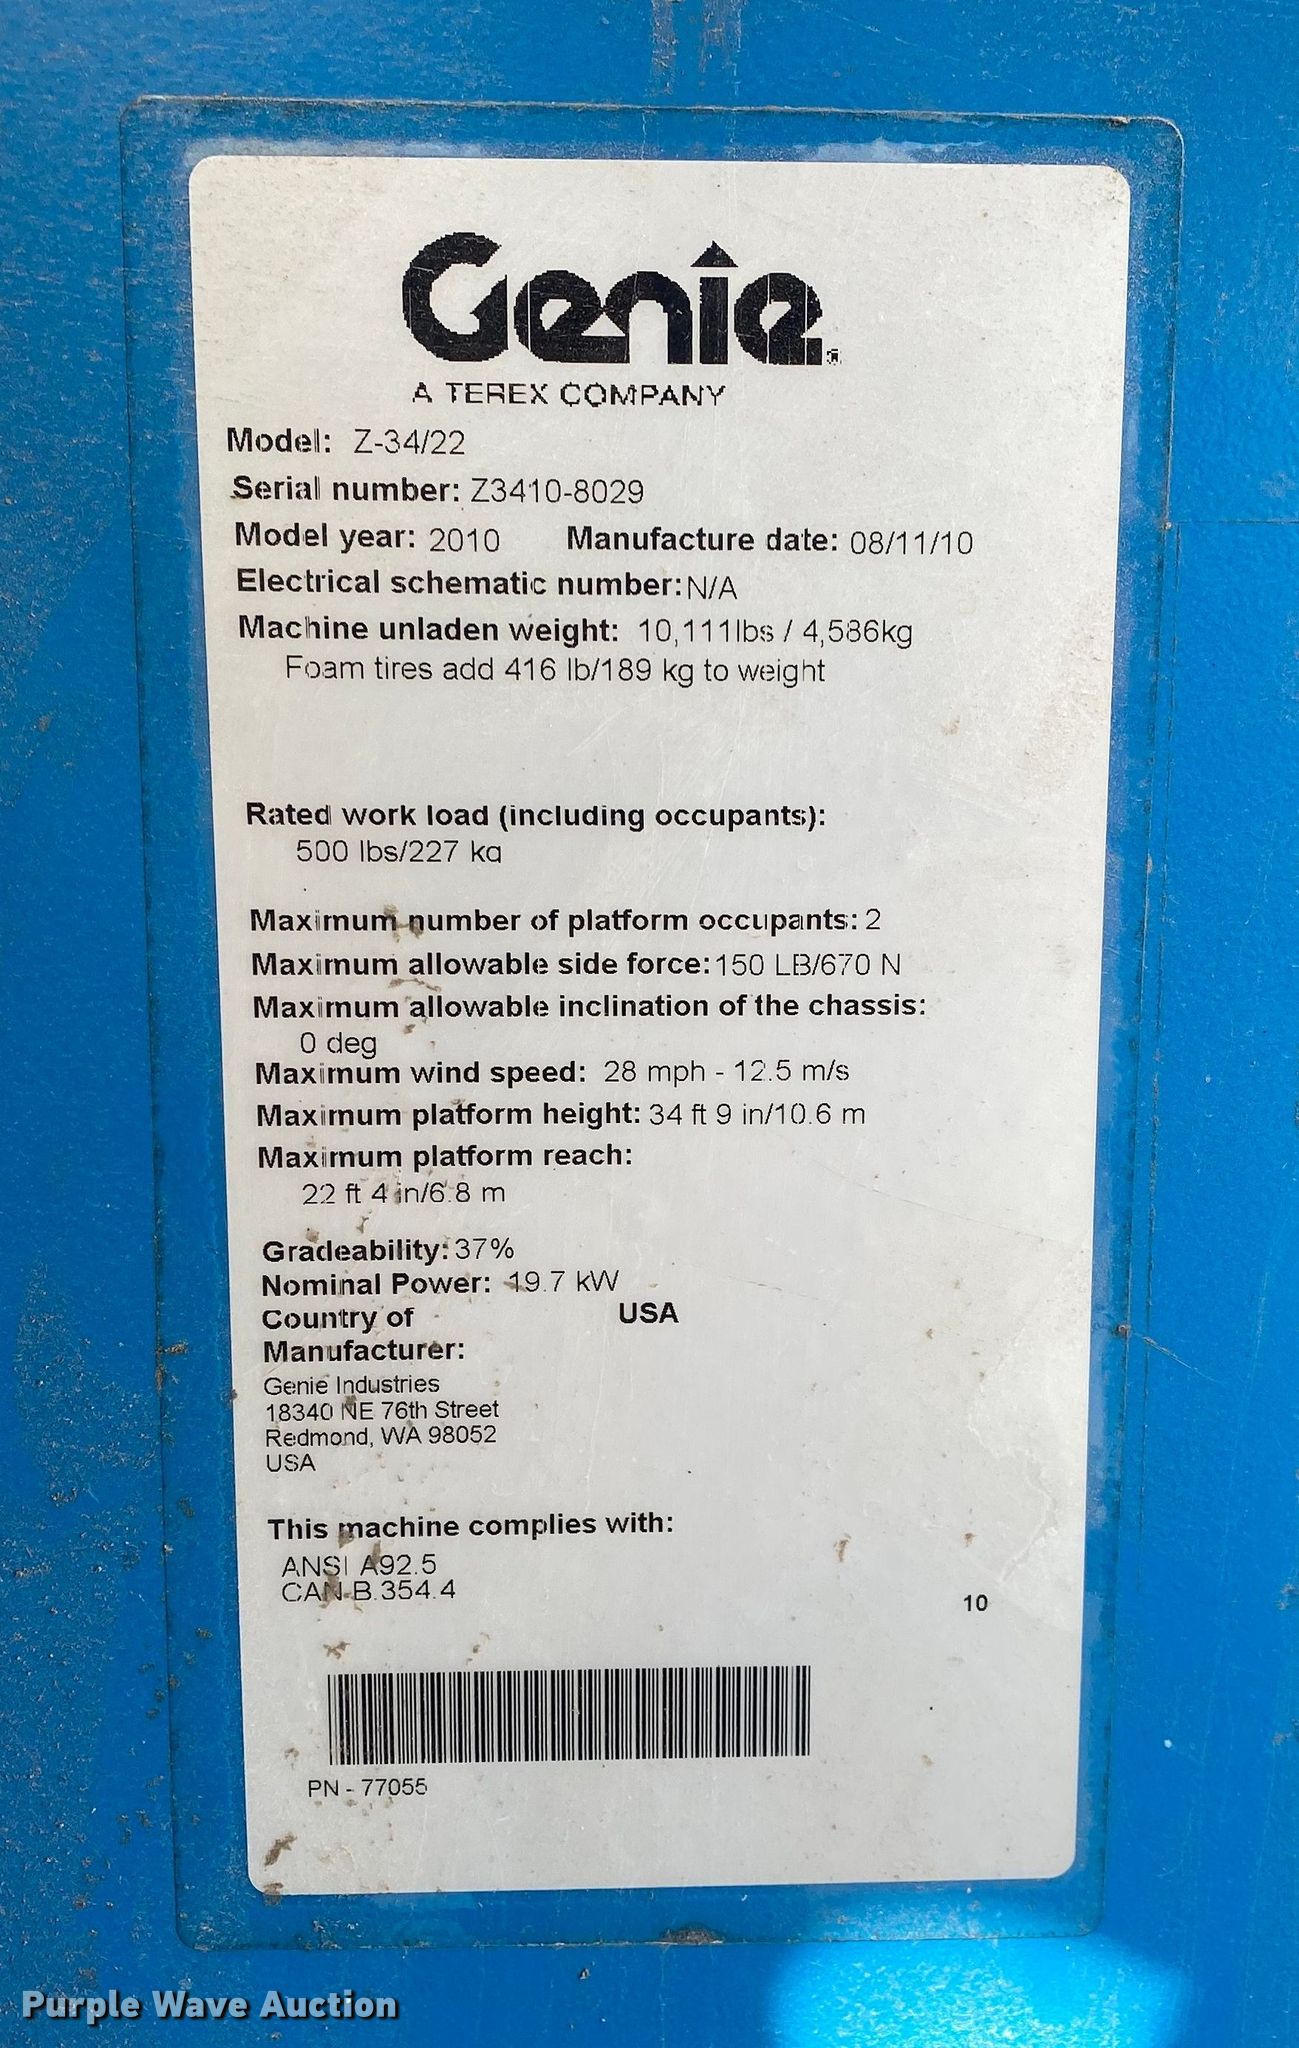 Genie
A TEREX COMPANY
Model: Z-34/22
Serial number: Z3410-8029
Model year: 2010 Manufacture date: 08/11/10
Electrical schematic number: N/A
Machine unladen weight: 10,111lbs / 4,586kg
Foam tires add 416 lb/189 kg to weight
Rated work load (including occupants):
500 lbs/227 kg
Maximum number of platform occupants: 2
Maximum allowable side force: 150 LB/670 N
Maximum allowable inclination of the chassis:
0 deg
Maximum wind speed: 28 mph - 12.5 m/s
Maximum platform height: 34 ft 9 in/10.6 m
Maximum platform reach:
22 ft 4 in/6.8 m
Gradeability: 37%
Nominal Power: 19.7 kW
Country of USA
Manufacturer:
Genie Industries
18340 NE 76th Street
Redmond, WA 98052
USA
This machine complies with:
ANSI A92.5
CAN-B.354.4
10
PN - 77055
Purple Wave Auction